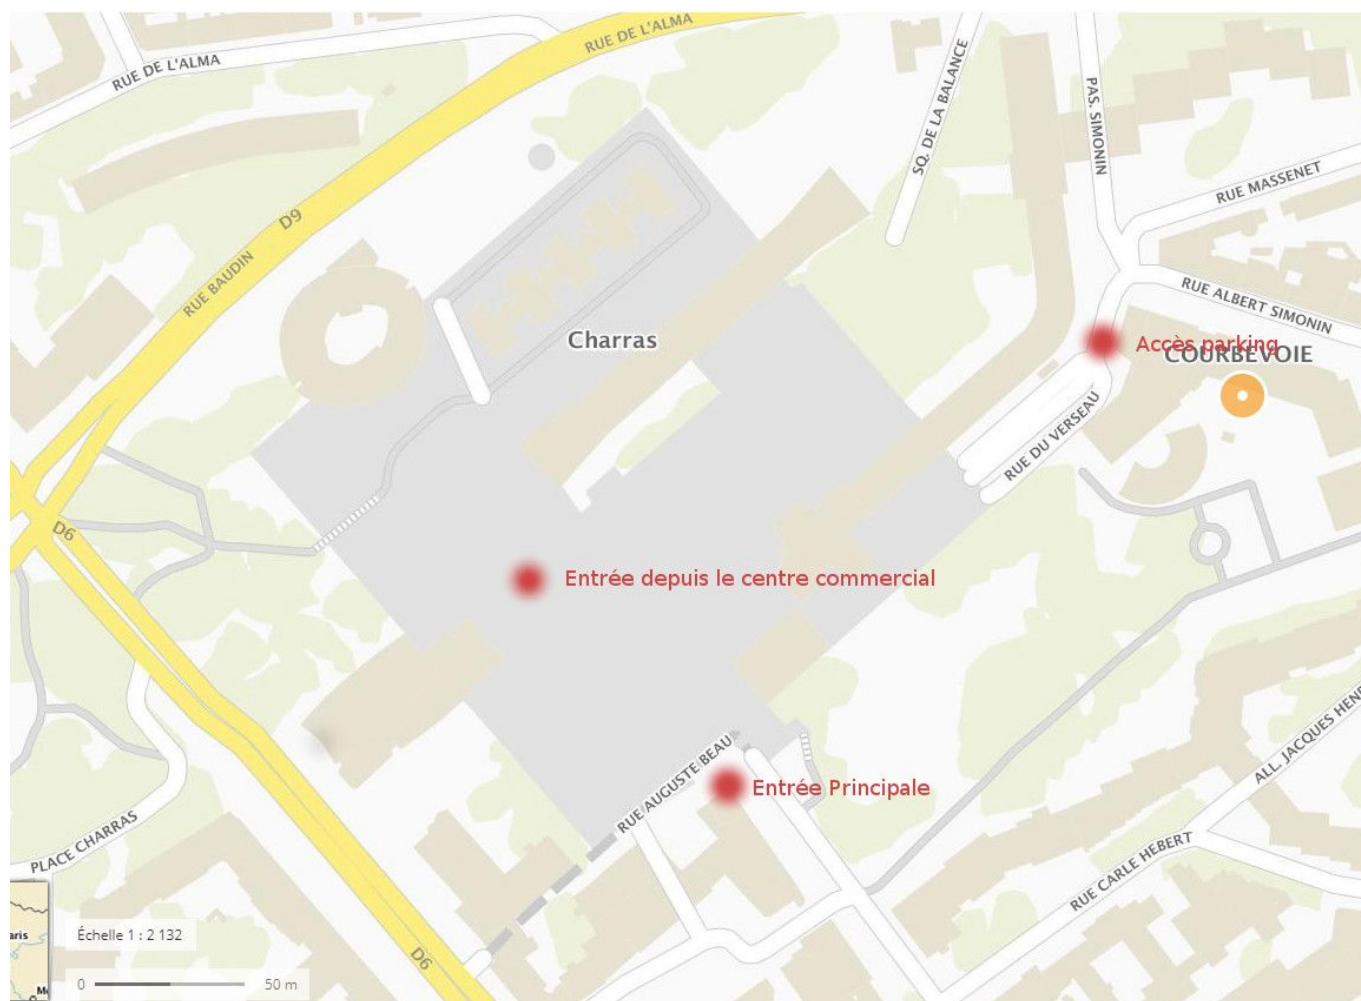 RUE DE L'ALMA
RUE DE L'ALMA
SQ. DE LA BALANCE
PAS. SIMONIN
RUE MASSENET
D9
RUE BAUDIN
RUE ALBERT SIMONIN
Charras
Accès parking
COURBEVOIE
RUE DU VERSEAU
D6
Entrée depuis le centre commercial
RUE AUGUSTE BEAU
Entrée Principale
ALL. JACQUES HENR
PLACE CHARRAS
RUE CARLE HEBERT
aris
Échelle 1 : 2 132
D6
0
50 m